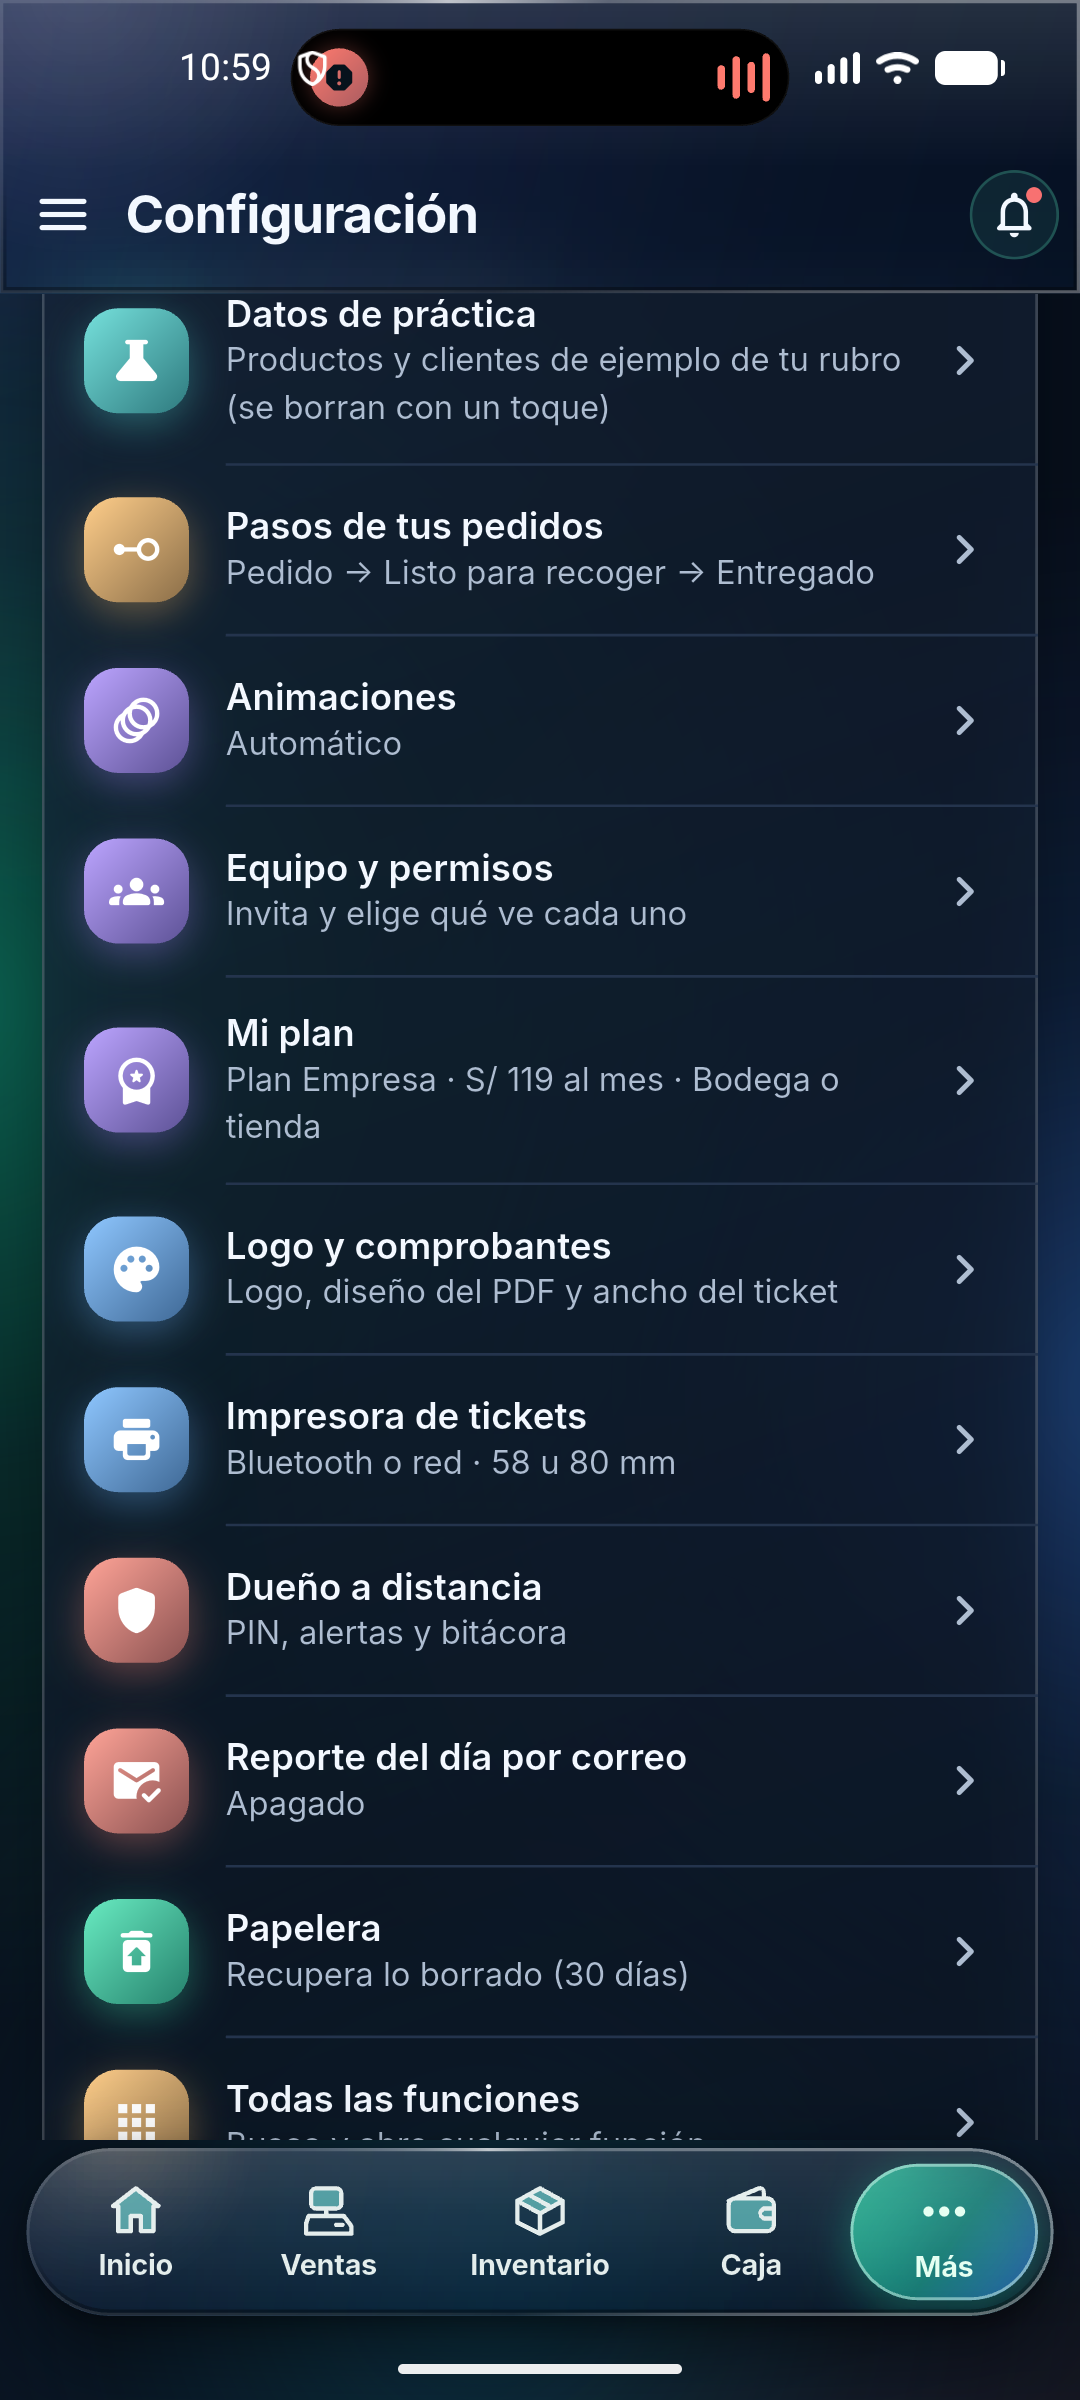 10:59
Configuración
Datos de práctica
Productos y clientes de ejemplo de tu rubro
(se borran con un toque)
Pasos de tus pedidos
Pedido → Listo para recoger → Entregado
Animaciones
Automático
Equipo y permisos
Invita y elige qué ve cada uno
Mi plan
Plan Empresa · S/ 119 al mes · Bodega o
tienda
Logo y comprobantes
Logo, diseño del PDF y ancho del ticket
Impresora de tickets
Bluetooth o red · 58 u 80 mm
Dueño a distancia
PIN, alertas y bitácora
Reporte del día por correo
Apagado
Papelera
Recupera lo borrado (30 días)
Todas las funciones
Busca y abre cualquier función
Inicio
Ventas
Inventario
Caja
Más